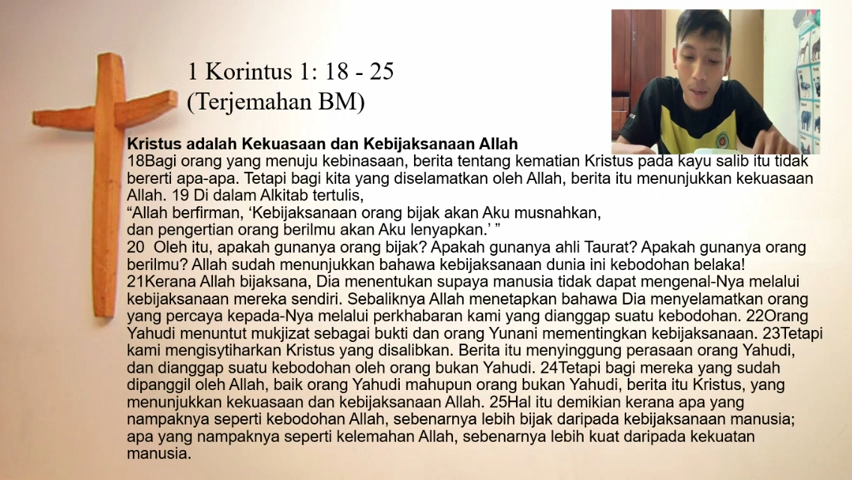 1 Korintus 1: 18 - 25
(Terjemahan BM)
Kristus adalah Kekuasaan dan Kebijaksanaan Allah
18Bagi orang yang menuju kebinasaan, berita tentang kematian Kristus pada kayu salib itu tidak
bererti apa-apa. Tetapi bagi kita yang diselamatkan oleh Allah, berita itu menunjukkan kekuasaan
Allah. 19 Di dalam Alkitab tertulis,
“Allah berfirman, ‘Kebijaksanaan orang bijak akan Aku musnahkan,
dan pengertian orang berilmu akan Aku lenyapkan.’ ”
20  Oleh itu, apakah gunanya orang bijak? Apakah gunanya ahli Taurat? Apakah gunanya orang
berilmu? Allah sudah menunjukkan bahawa kebijaksanaan dunia ini kebodohan belaka!
21Kerana Allah bijaksana, Dia menentukan supaya manusia tidak dapat mengenal-Nya melalui
kebijaksanaan mereka sendiri. Sebaliknya Allah menetapkan bahawa Dia menyelamatkan orang
yang percaya kepada-Nya melalui perkhabaran kami yang dianggap suatu kebodohan. 22Orang
Yahudi menuntut mukjizat sebagai bukti dan orang Yunani mementingkan kebijaksanaan. 23Tetapi
kami mengisytiharkan Kristus yang disalibkan. Berita itu menyinggung perasaan orang Yahudi,
dan dianggap suatu kebodohan oleh orang bukan Yahudi. 24Tetapi bagi mereka yang sudah
dipanggil oleh Allah, baik orang Yahudi mahupun orang bukan Yahudi, berita itu Kristus, yang
menunjukkan kekuasaan dan kebijaksanaan Allah. 25Hal itu demikian kerana apa yang
nampaknya seperti kebodohan Allah, sebenarnya lebih bijak daripada kebijaksanaan manusia;
apa yang nampaknya seperti kelemahan Allah, sebenarnya lebih kuat daripada kekuatan
manusia.